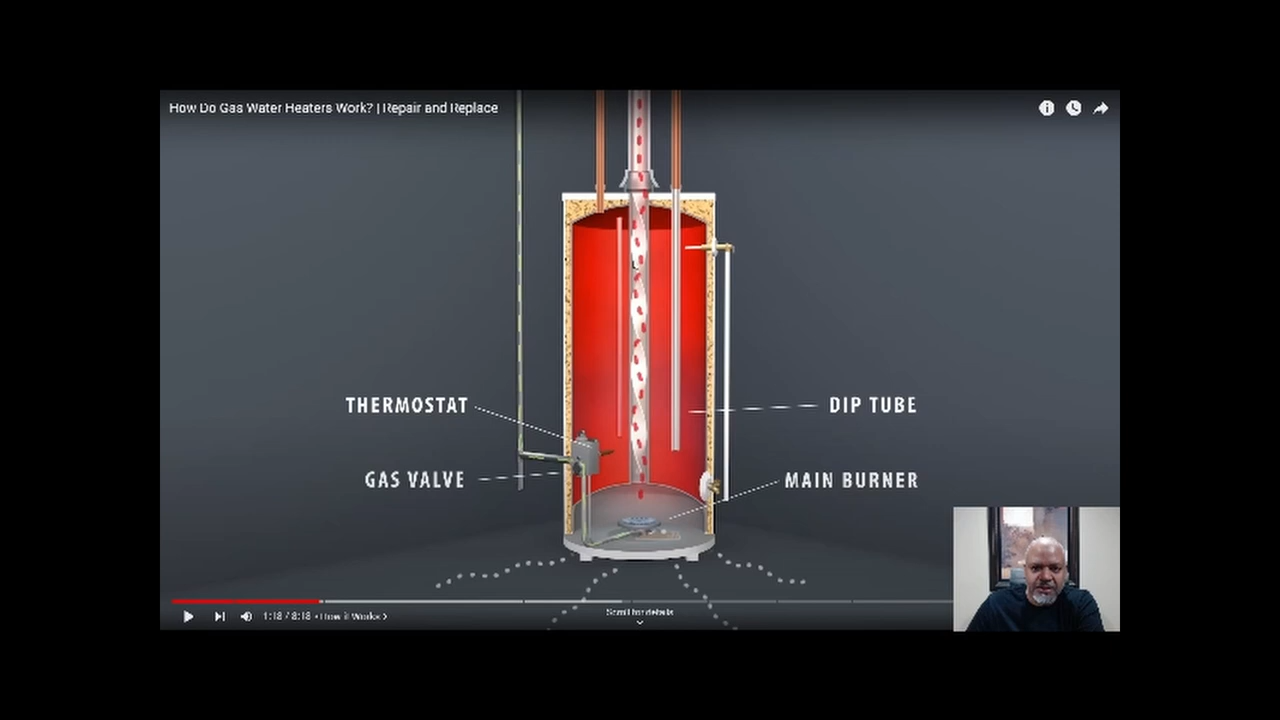 How Do Gas Water Heaters Work? | Repair and Replace
THERMOSTAT
DIP TUBE
GAS VALVE
MAIN BURNER
1:18 / 8:18 • How it Works >
Scroll for details